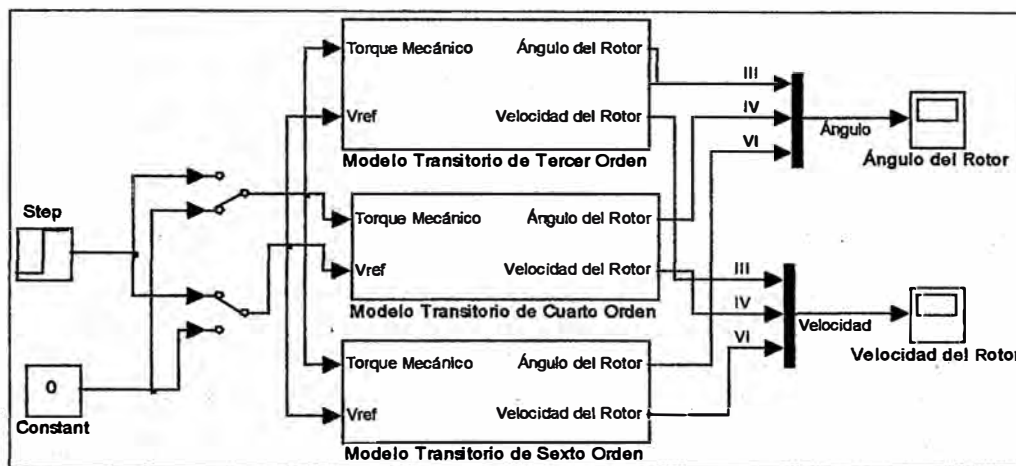 Torque Mecánico
Ángulo del Rotor
Vref
Velocidad del Rotor
Modelo Transitorio de Tercer Orden
III
IV
VI
Ángulo
Ángulo del Rotor
Step
Torque Mecánico
Ángulo del Rotor
Vref
Velocidad del Rotor
Modelo Transitorio de Cuarto Orden
III
IV
VI
Velocidad
Velocidad del Rotor
0
Constant
Torque Mecánico
Ángulo del Rotor
Vref
Velocidad del Rotor
Modelo Transitorio de Sexto Orden